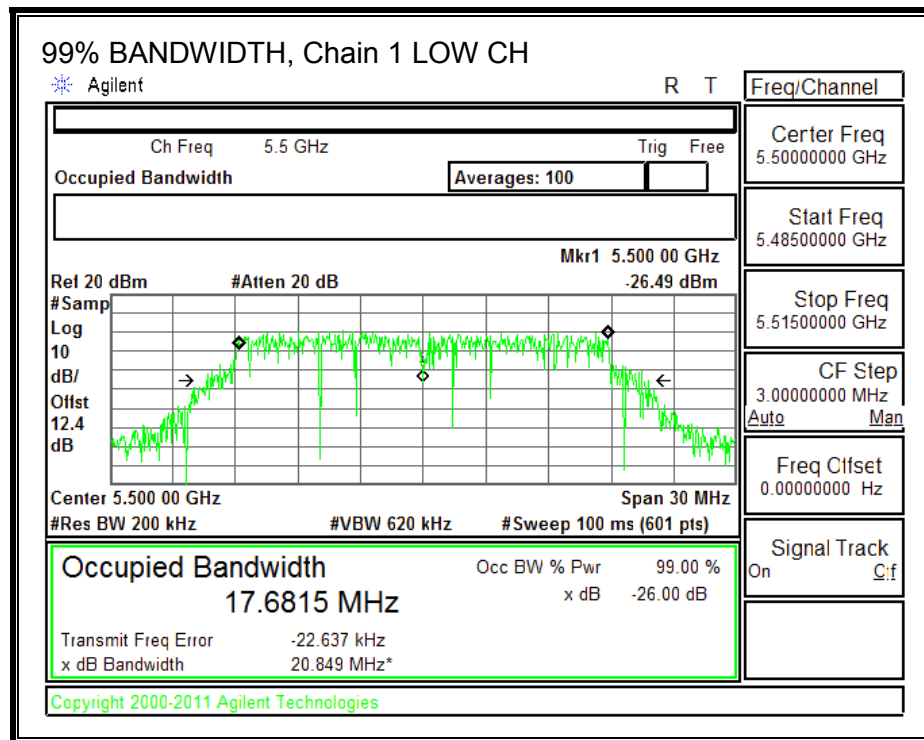 99% BANDWIDTH, Chain 1 LOW CH
Agilent R T
Freq/Channel
Ch Freq 5.5 GHz Trig Free
Occupied Bandwidth Averages: 100
Center Freq
5.50000000 GHz
Start Freq
5.48500000 GHz
Stop Freq
5.51500000 GHz
CF Step
3.00000000 MHz
Auto Man
Freq Offset
0.00000000 Hz
Signal Track
On Off
Mkr1 5.500 00 GHz
Ref 20 dBm #Atten 20 dB -26.49 dBm
#Samp
Log
10
dB/
Offst
12.4
dB
1
Center 5.500 00 GHz Span 30 MHz
#Res BW 200 kHz #VBW 620 kHz #Sweep 100 ms (601 pts)
Occupied Bandwidth Occ BW % Pwr 99.00 %
17.6815 MHz x dB -26.00 dB
Transmit Freq Error -22.637 kHz
x dB Bandwidth 20.849 MHz*
Copyright 2000-2011 Agilent Technologies